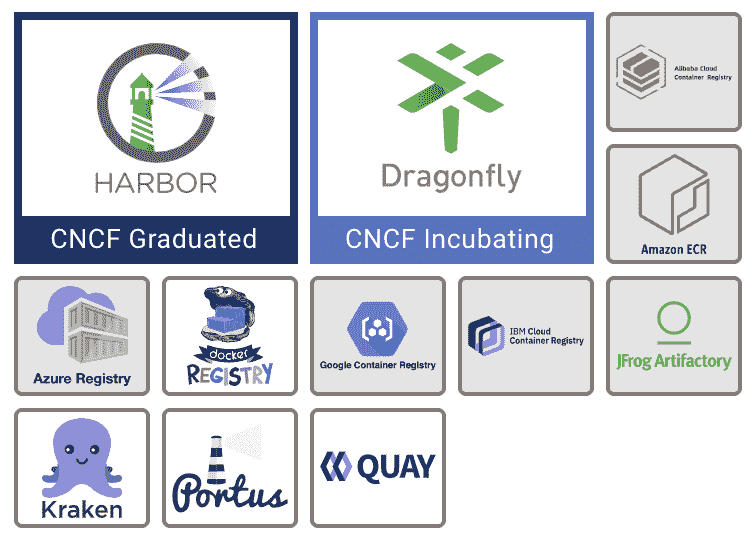 HARBOR
CNCF Graduated
Dragonfly
CNCF Incubating
Alibaba Cloud
Container Registry
Amazon ECR
Azure Registry
docker
REGISTRY
Google Container Registry
IBM Cloud
Container Registry
JFrog Artifactory
Kraken
Portus
QUAY